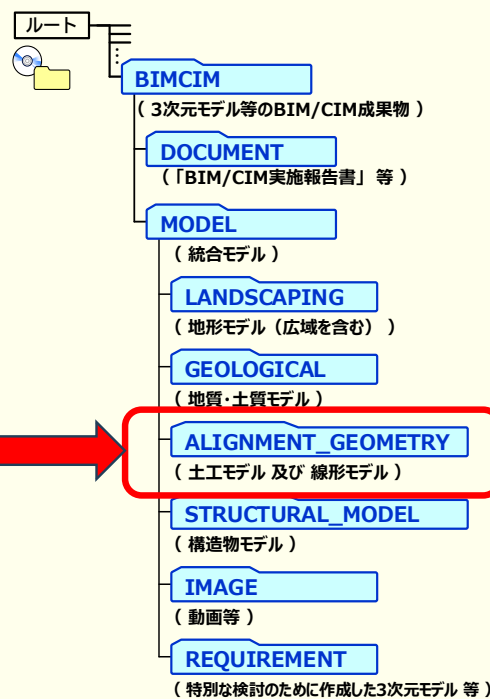 ルート
BIMCIM
( 3次元モデル等のBIM/CIM成果物 )
DOCUMENT
(「BIM/CIM実施報告書」 等 )
MODEL
( 統合モデル )
LANDSCAPING
( 地形モデル（広域を含む） )
GEOLOGICAL
( 地質・土質モデル )
ALIGNMENT_GEOMETRY
( 土工モデル 及び 線形モデル )
STRUCTURAL_MODEL
( 構造物モデル )
IMAGE
( 動画等 )
REQUIREMENT
( 特別な検討のために作成した3次元モデル 等 )